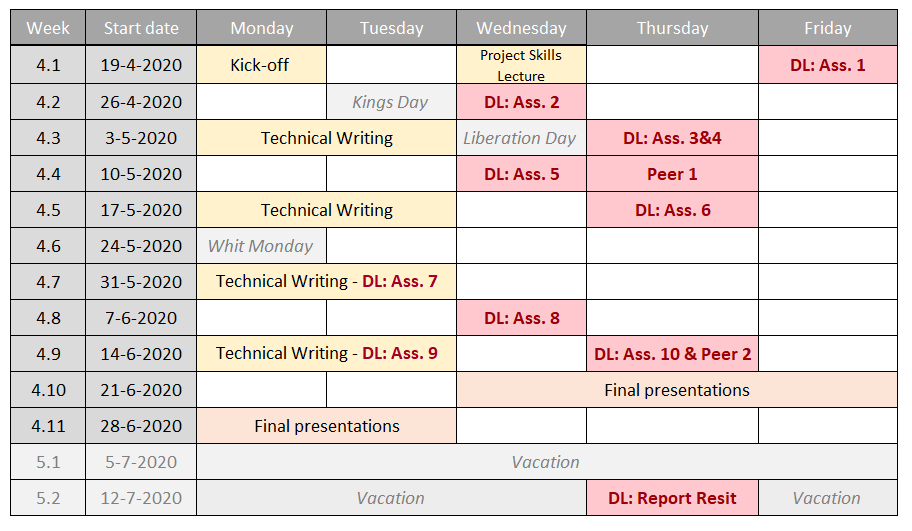 Week Start date Monday Tuesday Wednesday Thursday Friday
4.1 19-4-2020 Kick-off Project Skills Lecture DL: Ass. 1
4.2 26-4-2020 Kings Day DL: Ass. 2
4.3 3-5-2020 Technical Writing Liberation Day DL: Ass. 3&4
4.4 10-5-2020 DL: Ass. 5 Peer 1
4.5 17-5-2020 Technical Writing DL: Ass. 6
4.6 24-5-2020 Whit Monday
4.7 31-5-2020 Technical Writing - DL: Ass. 7
4.8 7-6-2020 DL: Ass. 8
4.9 14-6-2020 Technical Writing - DL: Ass. 9 DL: Ass. 10 & Peer 2
4.10 21-6-2020 Final presentations
4.11 28-6-2020 Final presentations
5.1 5-7-2020 Vacation
5.2 12-7-2020 Vacation DL: Report Resit Vacation